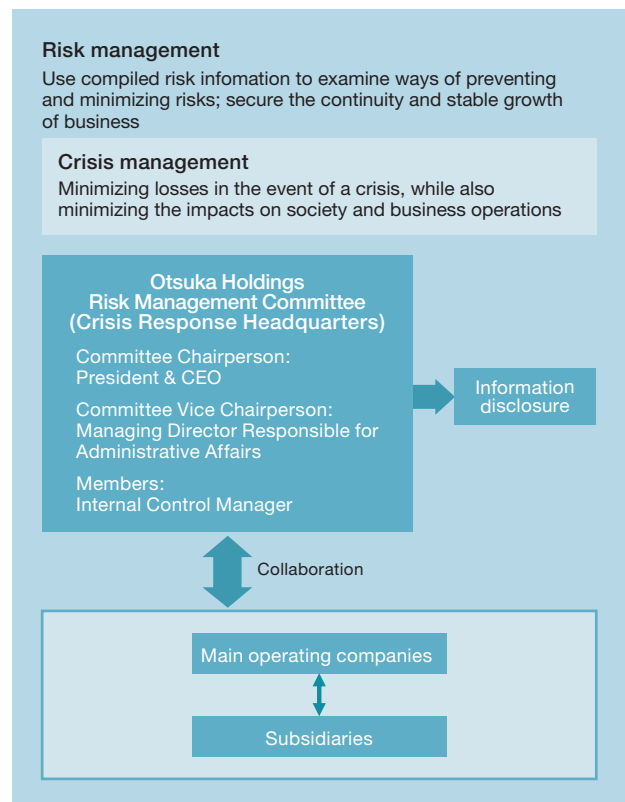 Risk management
Use compiled risk infomation to examine ways of preventing
and minimizing risks; secure the continuity and stable growth
of business
Crisis management
Minimizing losses in the event of a crisis, while also
minimizing the impacts on society and business operations
Otsuka Holdings
Risk Management Committee
(Crisis Response Headquarters)
Committee Chairperson:
President & CEO
Committee Vice Chairperson:
Managing Director Responsible for
Administrative Affairs
Members:
Internal Control Manager
Information
disclosure
Collaboration
Main operating companies
Subsidiaries